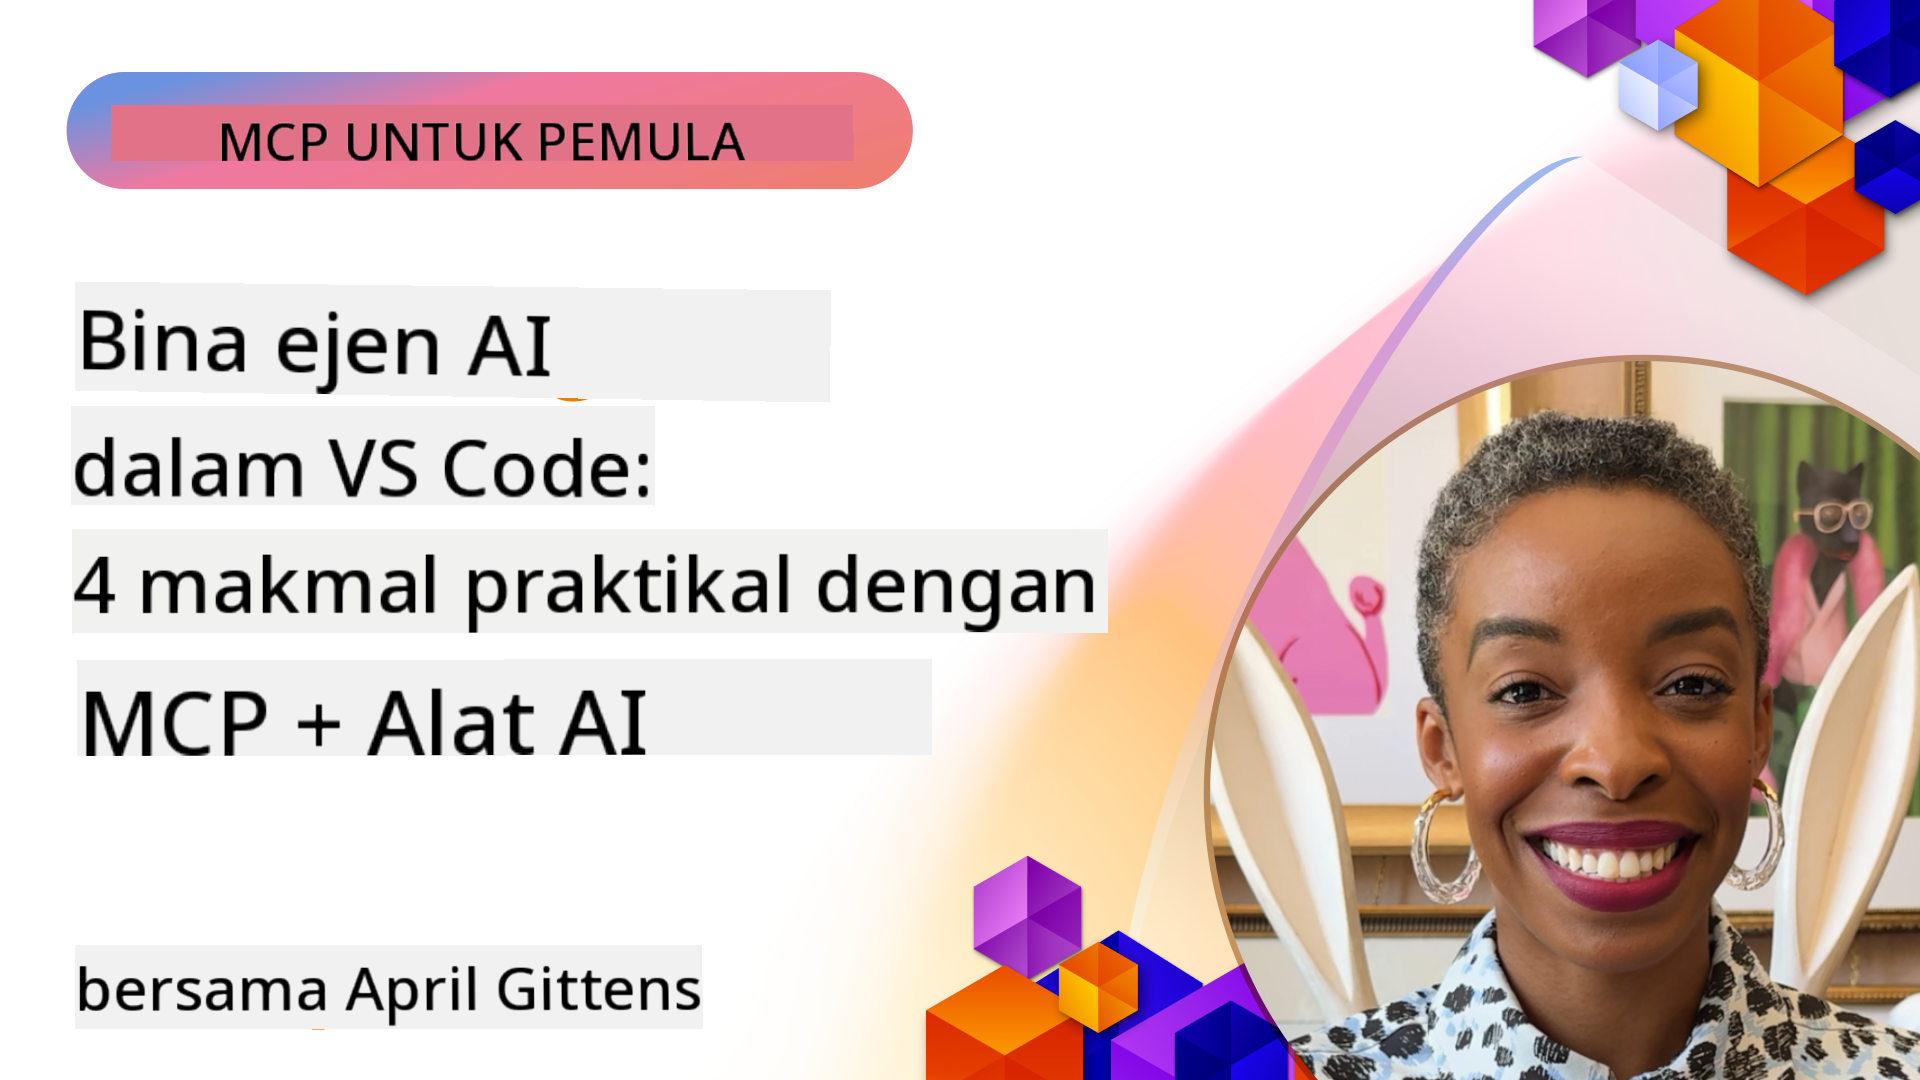 MCP UNTUK PEMULA
Bina ejen AI
dalam VS Code:
4 makmal praktikal dengan
MCP + Alat AI
bersama April Gittens